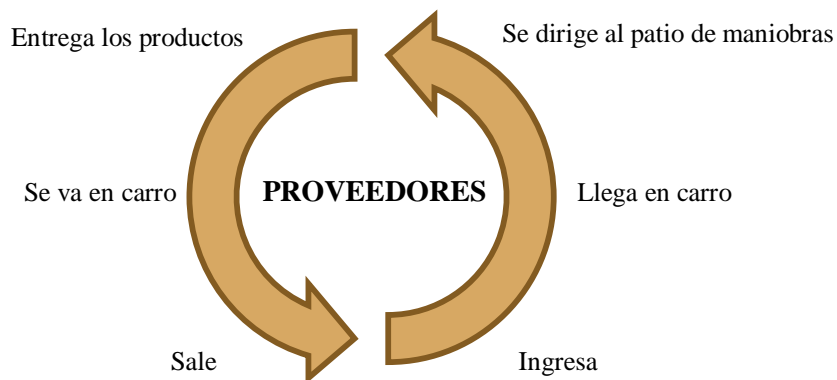 Entrega los productos
Se dirige al patio de maniobras
Se va en carro
PROVEEDORES
Llega en carro
Sale
Ingresa